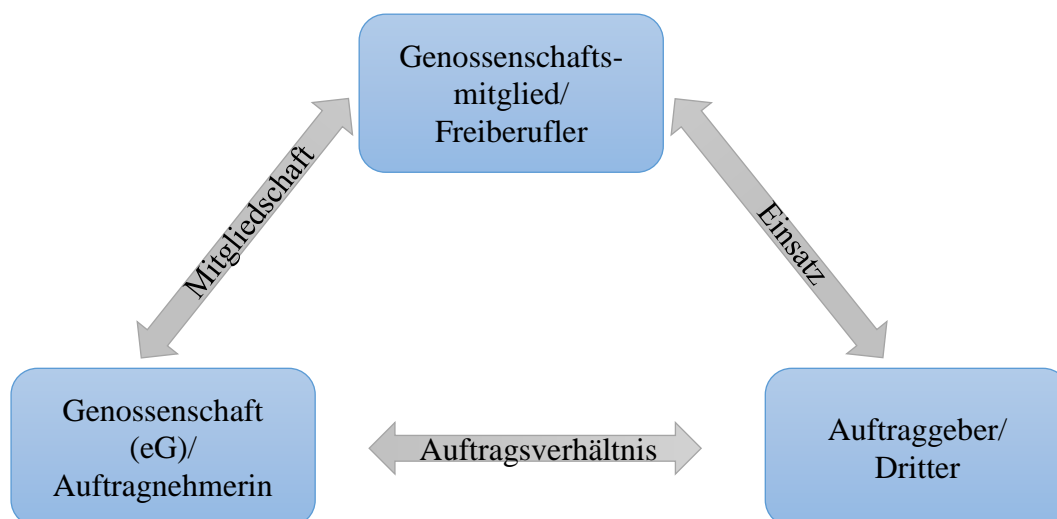 Genossenschafts-
mitglied/
Freiberufler
Mitgliedschaft
Einsatz
Genossenschaft
(eG)/
Auftragnehmerin
Auftragsverhältnis
Auftraggeber/
Dritter